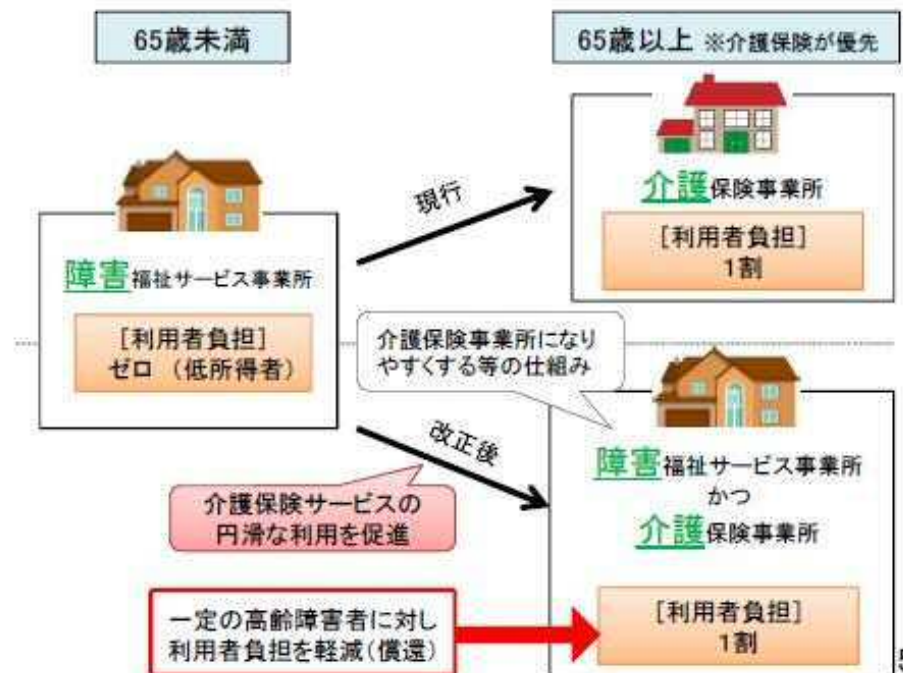 65歳未満
65歳以上 ※介護保険が優先
現行
介護保険事業所
[利用者負担]
1割
障害福祉サービス事業所
[利用者負担]
ゼロ (低所得者)
介護保険事業所になり
やすくする等の仕組み
改正後
介護保険サービスの
円滑な利用を促進
障害福祉サービス事業所
かつ
介護保険事業所
一定の高齢障害者に対し
利用者負担を軽減(償還)
[利用者負担]
1割